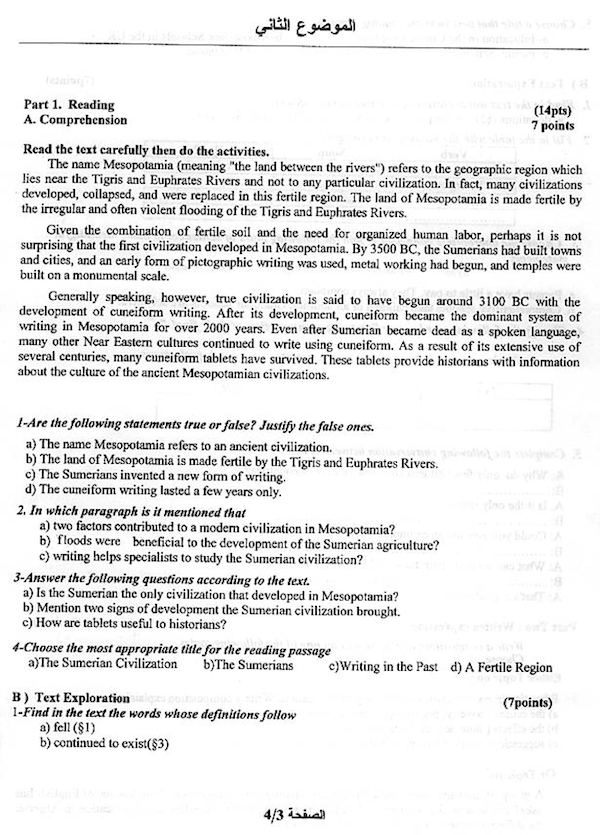 الموضوع الثاني
Part 1. Reading (14pts)
A. Comprehension 7 points
Read the text carefully then do the activities.
The name Mesopotamia (meaning "the land between the rivers") refers to the geographic region which
lies near the Tigris and Euphrates Rivers and not to any particular civilization. In fact, many civilizations
developed, collapsed, and were replaced in this fertile region. The land of Mesopotamia is made fertile by
the irregular and often violent flooding of the Tigris and Euphrates Rivers.
Given the combination of fertile soil and the need for organized human labor, perhaps it is not
surprising that the first civilization developed in Mesopotamia. By 3500 BC, the Sumerians had built towns
and cities, and an early form of pictographic writing was used, metal working had begun, and temples were
built on a monumental scale.
Generally speaking, however, true civilization is said to have begun around 3100 BC with the
development of cuneiform writing. After its development, cuneiform became the dominant system of
writing in Mesopotamia for over 2000 years. Even after Sumerian became dead as a spoken language,
many other Near Eastern cultures continued to write using cuneiform. As a result of its extensive use of
several centuries, many cuneiform tablets have survived. These tablets provide historians with information
about the culture of the ancient Mesopotamian civilizations.
1-Are the following statements true or false? Justify the false ones.
a) The name Mesopotamia refers to an ancient civilization.
b) The land of Mesopotamia is made fertile by the Tigris and Euphrates Rivers.
c) The Sumerians invented a new form of writing.
d) The cuneiform writing lasted a few years only.
2. In which paragraph is it mentioned that
a) two factors contributed to a modern civilization in Mesopotamia?
b) floods were beneficial to the development of the Sumerian agriculture?
c) writing helps specialists to study the Sumerian civilization?
3-Answer the following questions according to the text.
a) Is the Sumerian the only civilization that developed in Mesopotamia?
b) Mention two signs of development the Sumerian civilization brought.
c) How are tablets useful to historians?
4-Choose the most appropriate title for the reading passage
a)The Sumerian Civilization b)The Sumerians c)Writing in the Past d) A Fertile Region
B ) Text Exploration (7points)
1-Find in the text the words whose definitions follow
a) fell (§1)
b) continued to exist(§3)
الصفحة 4/3